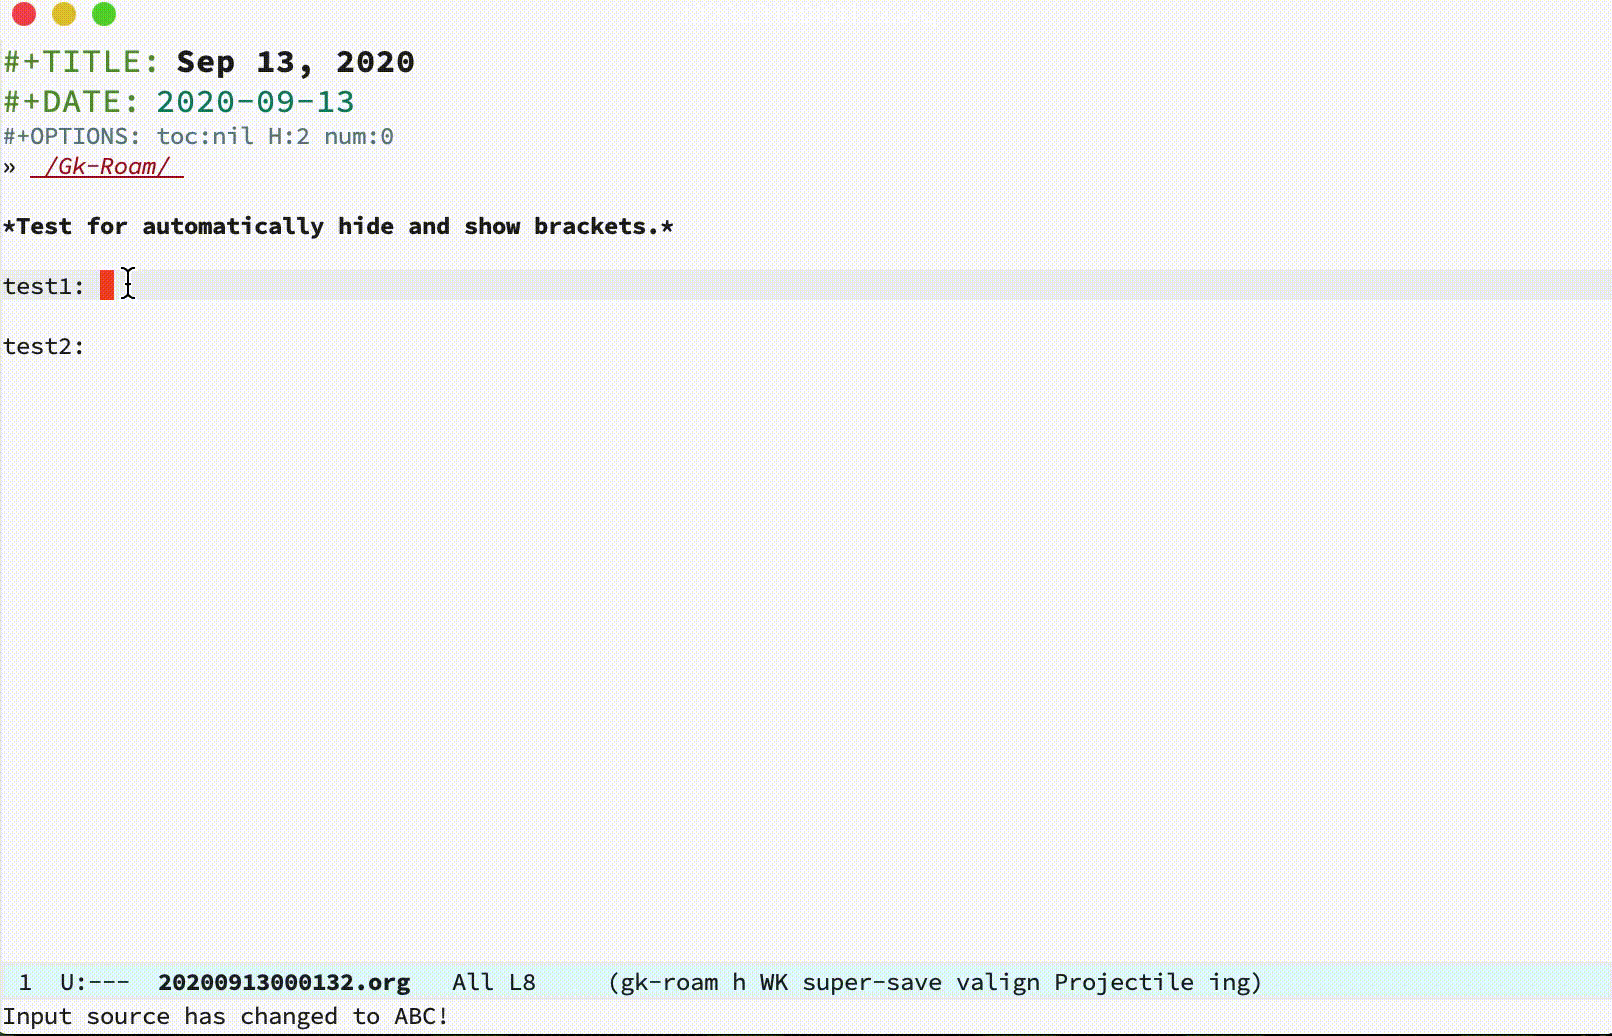 #+TITLE: Sep 13, 2020
#+DATE: 2020-09-13
#+OPTIONS: toc:nil H:2 num:0
» /Gk-Roam/
*Test for automatically hide and show brackets.*
test1:
test2:
1 U:--- 20200913000132.org All L8 (gk-roam h WK super-save valign Projectile ing)
Input source has changed to ABC!